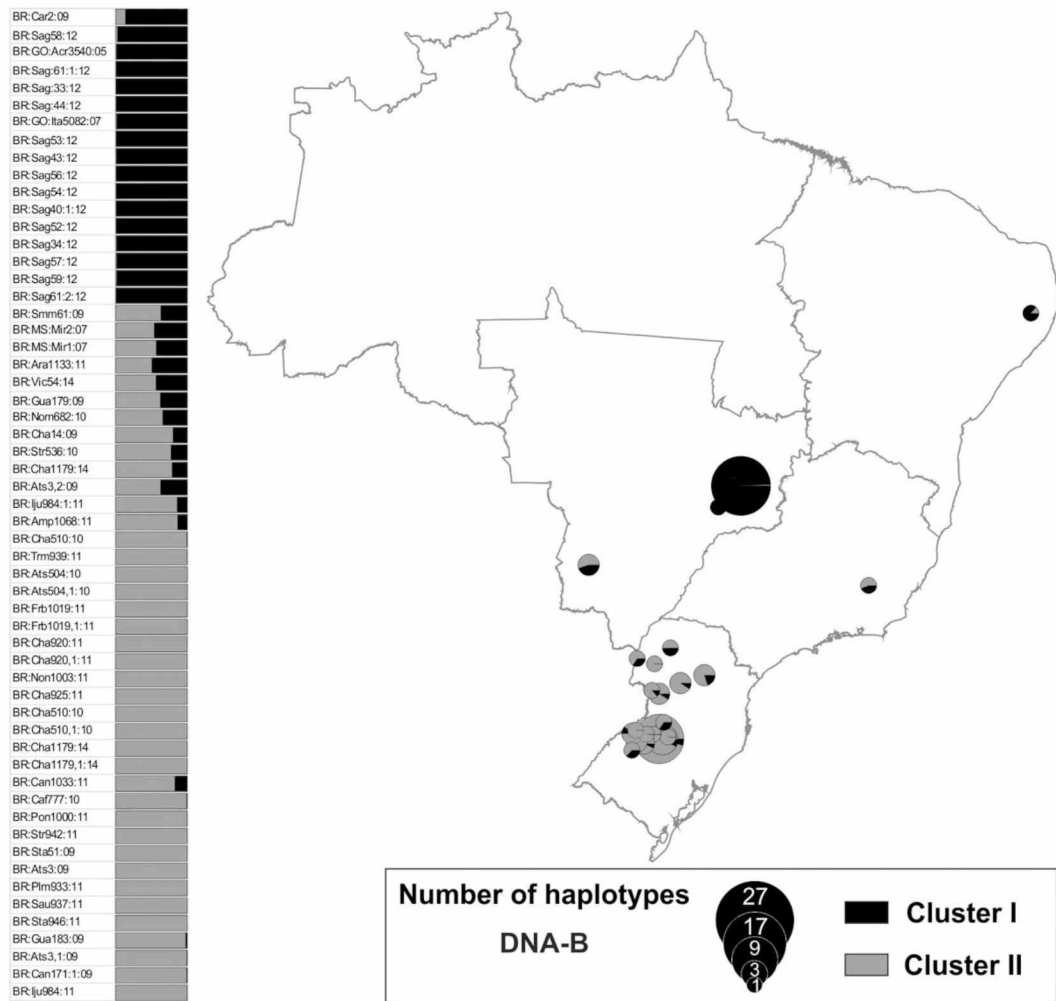 BR:Car2:09
BR:Sag58:12
BR:GO:Acr3540:05
BR:Sag:61:1:12
BR:Sag:33:12
BR:Sag:44:12
BR:GO:Ita5082:07
BR:Sag53:12
BR:Sag43:12
BR:Sag56:12
BR:Sag54:12
BR:Sag40:1:12
BR:Sag52:12
BR:Sag34:12
BR:Sag57:12
BR:Sag59:12
BR:Sag61:2:12
BR:Smm61:09
BR:MS:Mir2:07
BR:MS:Mir1:07
BR:Ara1133:11
BR:Vic54:14
BR:Gua179:09
BR:Nom682:10
BR:Cha14:09
BR:Str536:10
BR:Cha1179:14
BR:Ats3,2:09
BR:Iju984:1:11
BR:Amp1068:11
BR:Cha510:10
BR:Trm939:11
BR:Ats504:10
BR:Ats504,1:10
BR:Frb1019:11
BR:Frb1019,1:11
BR:Cha920:11
BR:Cha920,1:11
BR:Non1003:11
BR:Cha925:11
BR:Cha510:10
BR:Cha510,1:10
BR:Cha1179:14
BR:Cha1179,1:14
BR:Can1033:11
BR:Caf777:10
BR:Pon1000:11
BR:Str942:11
BR:Sta51:09
BR:Ats3:09
BR:Plm933:11
BR:Sau937:11
BR:Sta946:11
BR:Gua183:09
BR:Ats3,1:09
BR:Can171:1:09
BR:Iju984:11
Number of haplotypes
DNA-B
27
17
9
3
1
Cluster I
Cluster II